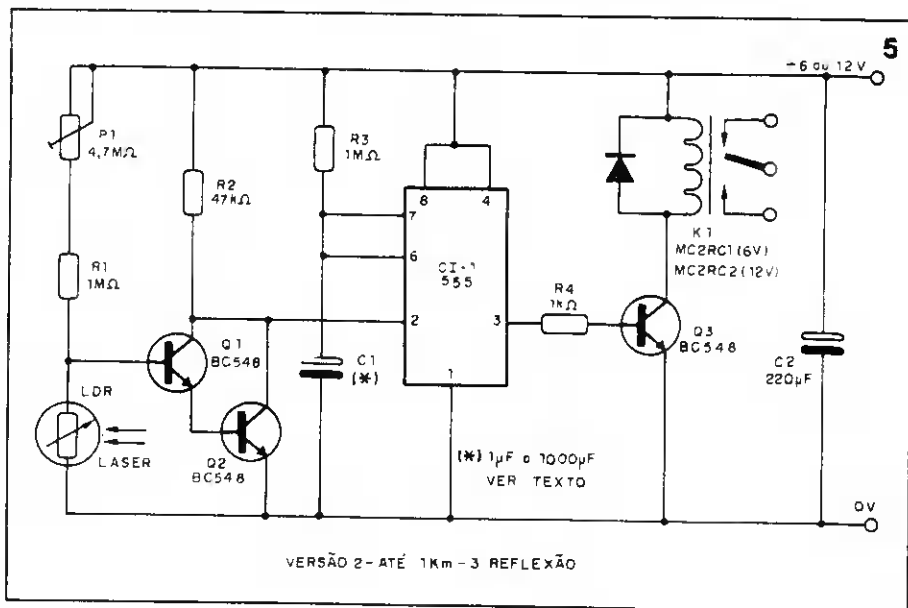 5
+6 ou 12 V
P1
4,7MΩ
R3
1MΩ
R2
47kΩ
8
4
7
6
CI-1
555
K1
MC2RC1(6V)
MC2RC2(12V)
R1
1MΩ
R4
1kΩ
2
3
Q1
BC548
C1
(*)
Q3
BC548
C2
220µF
LDR
1
LASER
Q2
BC548
(*) 1µF a 1000µF
VER TEXTO
0V
VERSÃO 2-ATÉ 1Km-3 REFLEXÃO